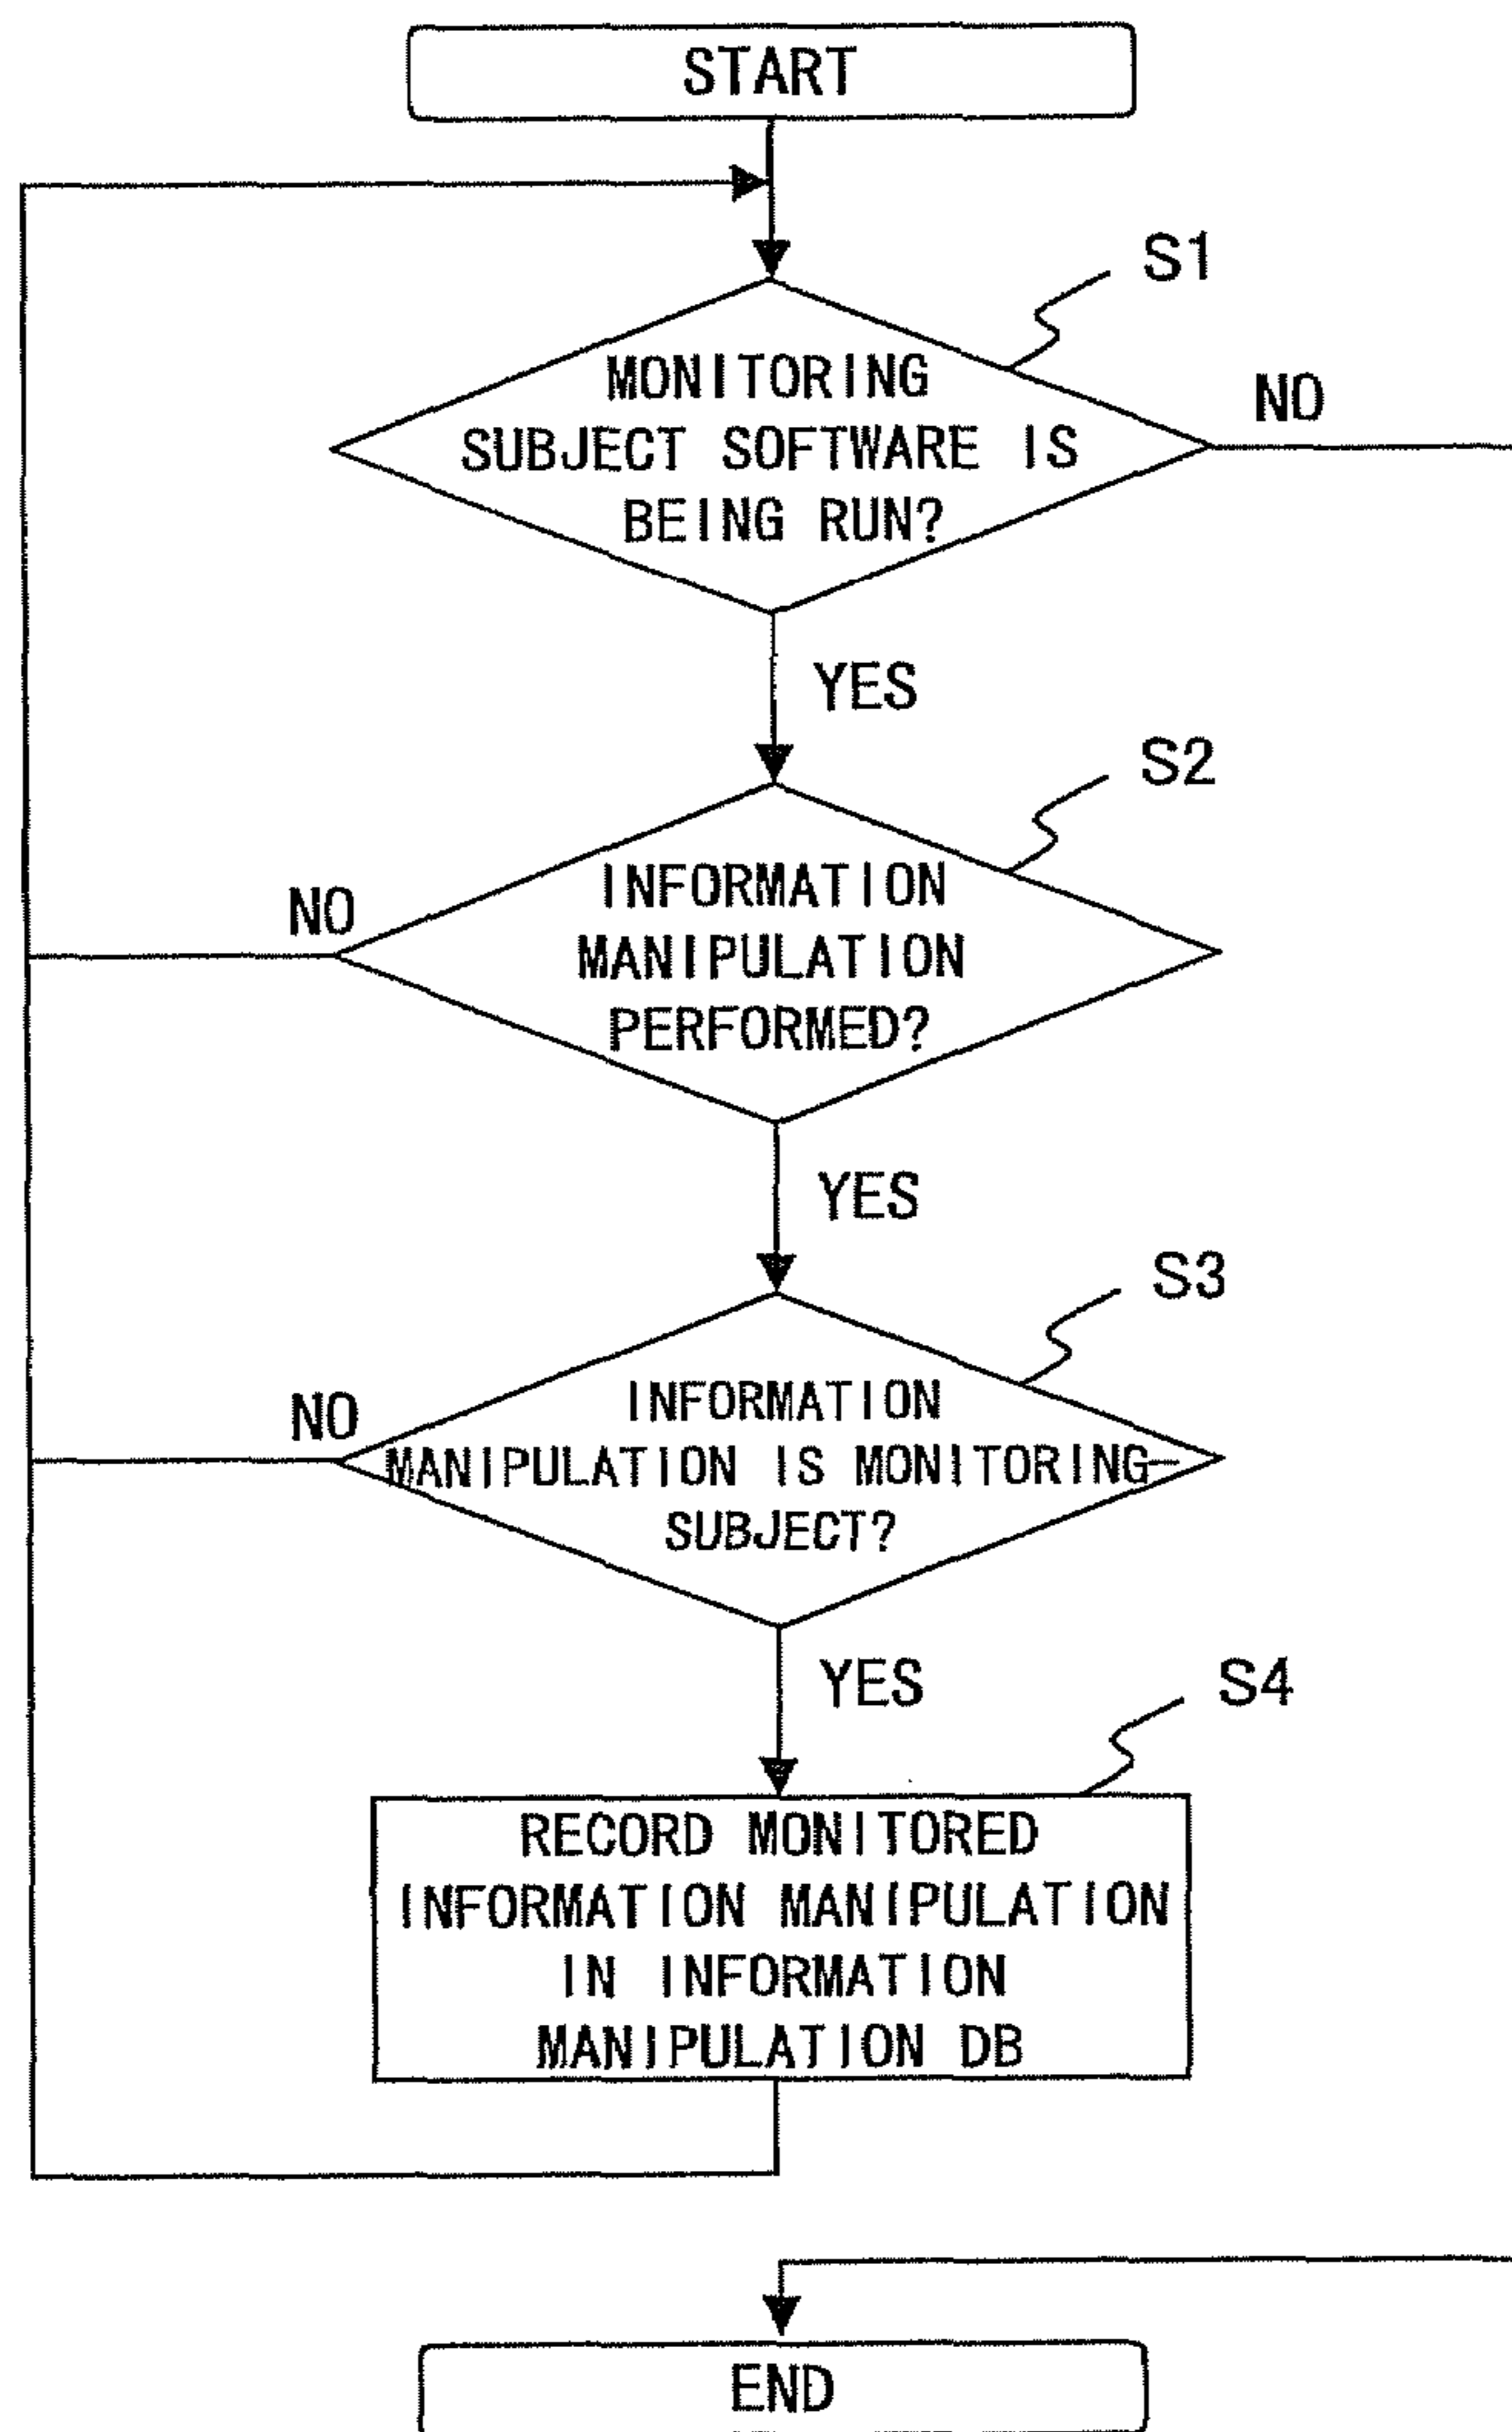 START
S1
MONITORING
SUBJECT SOFTWARE IS
BEING RUN?
NO
YES
S2
INFORMATION
MANIPULATION
PERFORMED?
NO
YES
S3
INFORMATION
MANIPULATION IS MONITORING-
SUBJECT?
NO
YES
S4
RECORD MONITORED
INFORMATION MANIPULATION
IN INFORMATION
MANIPULATION DB
END